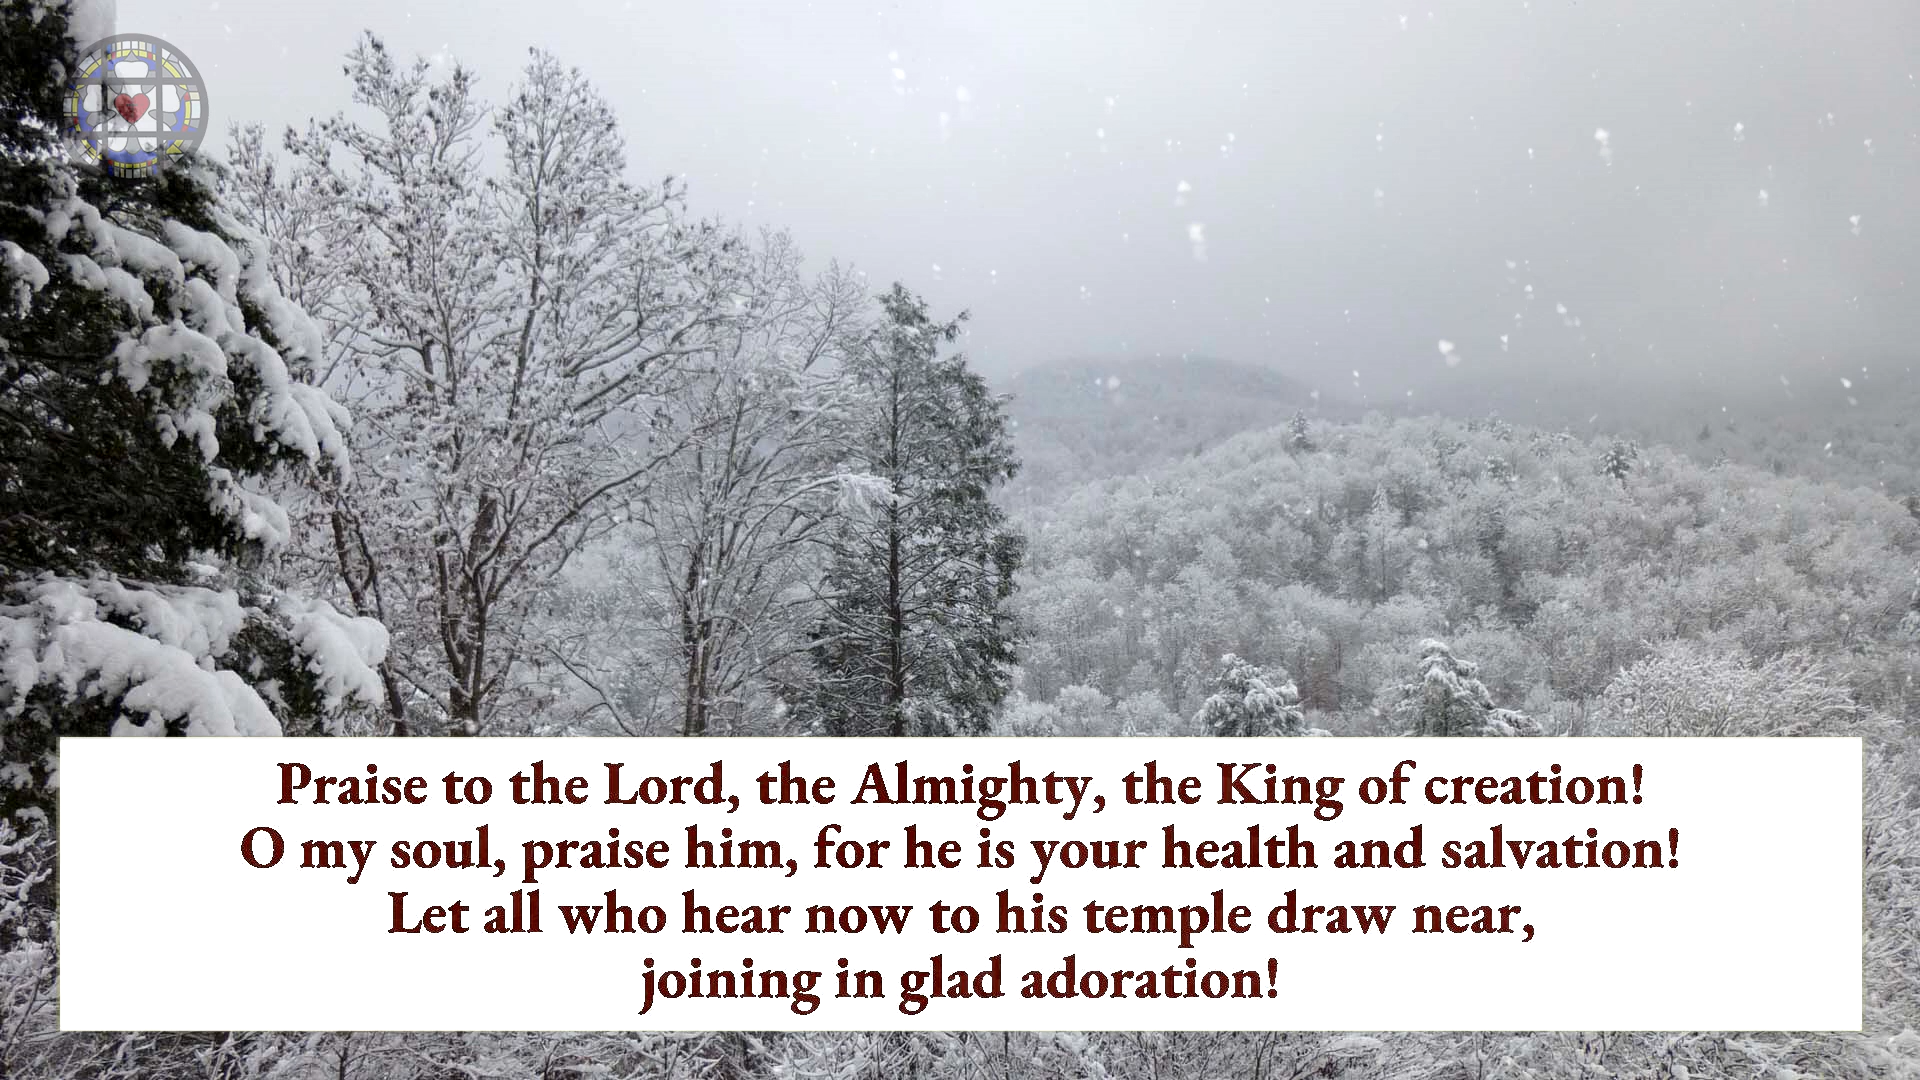 Praise to the Lord, the Almighty, the King of creation!
O my soul, praise him, for he is your health and salvation!
Let all who hear now to his temple draw near,
joining in glad adoration!